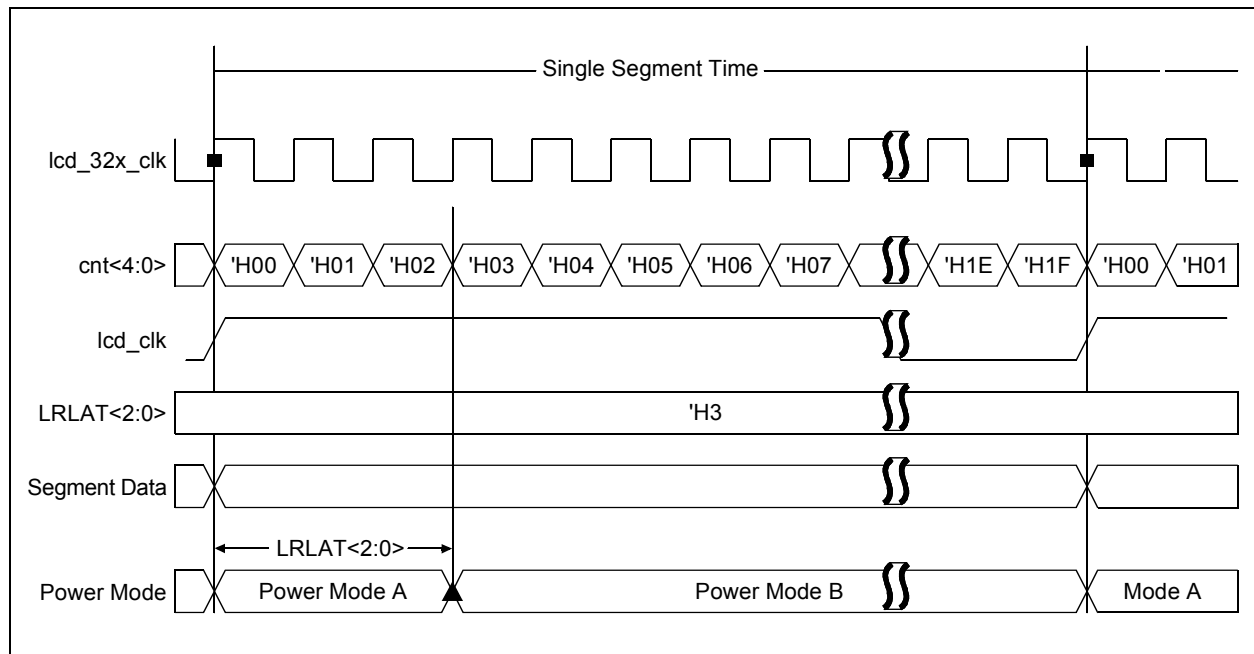 Single Segment Time
lcd_32x_clk
cnt<4:0> 'H00 'H01 'H02 'H03 'H04 'H05 'H06 'H07 'H1E 'H1F 'H00 'H01
lcd_clk
LRLAT<2:0> 'H3
Segment Data
LRLAT<2:0>
Power Mode Power Mode A Power Mode B Mode A